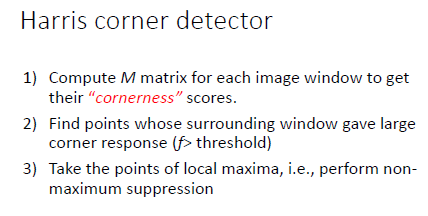 Harris corner detector
1) Compute M matrix for each image window to get
their “cornerness” scores.
2) Find points whose surrounding window gave large
corner response (f> threshold)
3) Take the points of local maxima, i.e., perform non-
maximum suppression